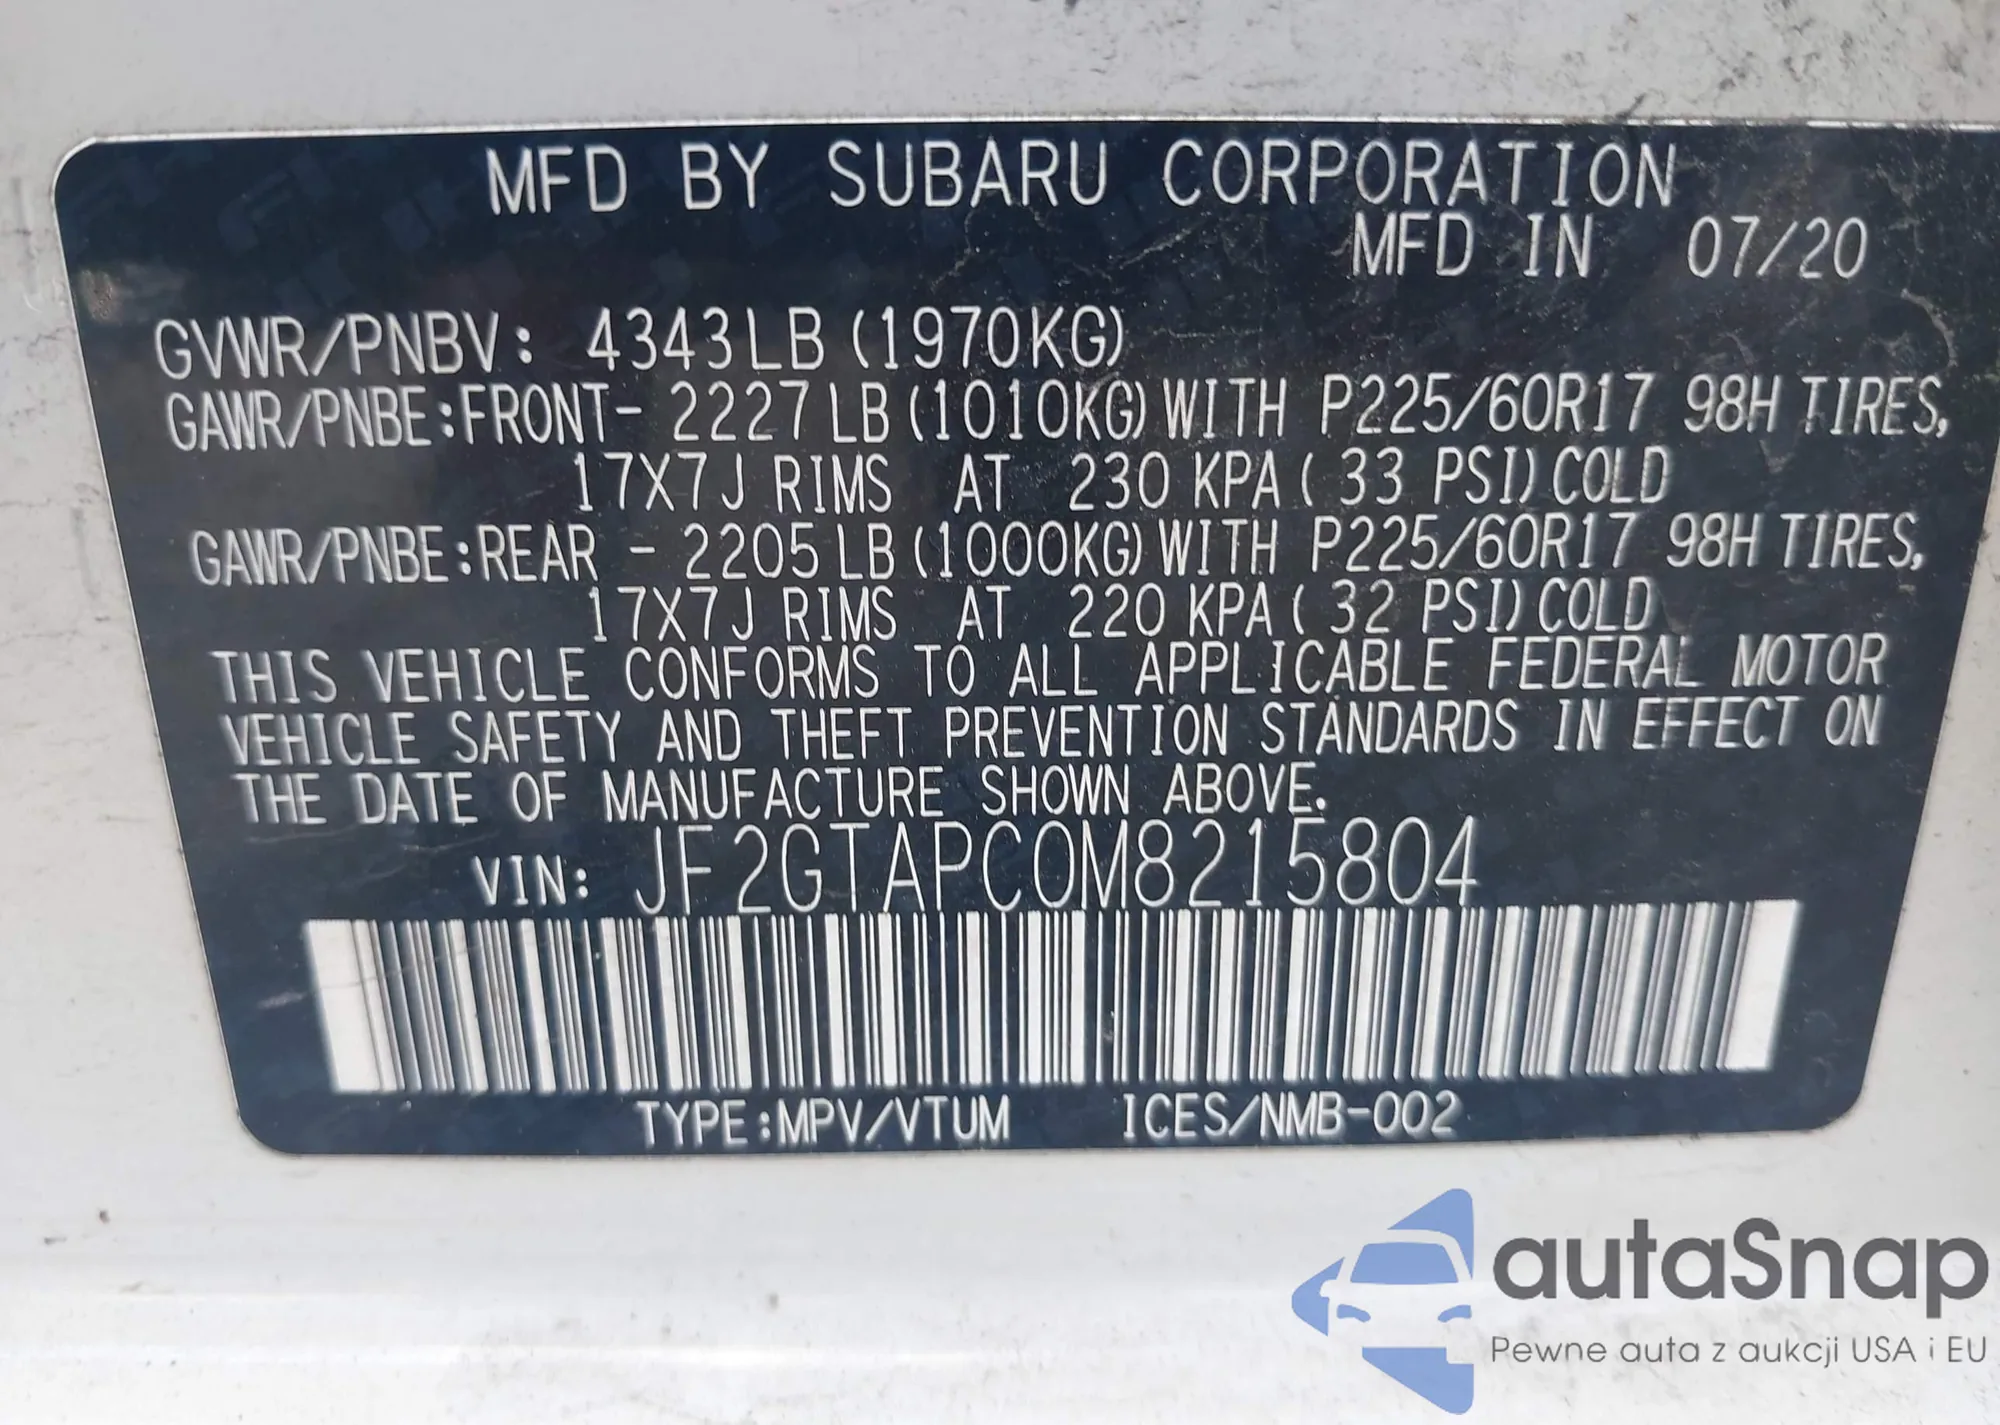 MFD BY SUBARU CORPORATION
MFD IN 07/20
GVWR/PNBV: 4343LB (1970KG)
GAWR/PNBE:FRONT- 2227LB (1010KG) WITH P225/60R17 98H TIRES,
17X7J RIMS AT 230 KPA ( 33 PSI) COLD
GAWR/PNBE:REAR - 2205LB (1000KG) WITH P225/60R17 98H TIRES,
17X7J RIMS AT 220 KPA ( 32 PSI) COLD
THIS VEHICLE CONFORMS TO ALL APPLICABLE FEDERAL MOTOR
VEHICLE SAFETY AND THEFT PREVENTION STANDARDS IN EFFECT ON
THE DATE OF MANUFACTURE SHOWN ABOVE.
VIN: JF2GTAPC0M8215804
TYPE:MPV/VTUM ICES/NMB-002
autaSnap
Pewne auta z aukcji USA i EU